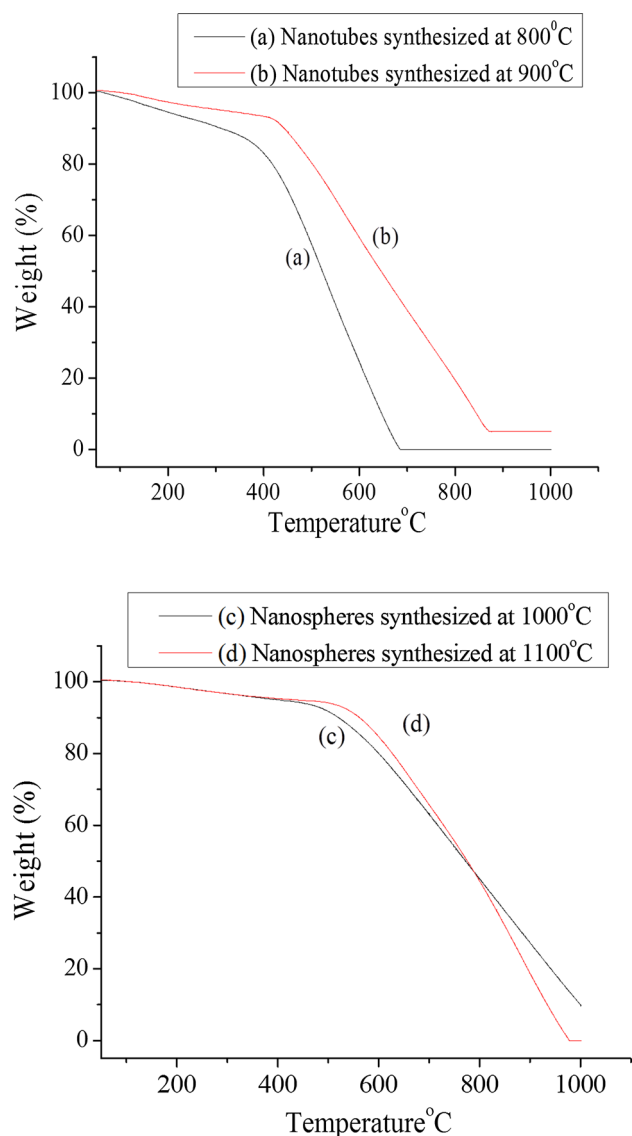 (a) Nanotubes synthesized at 800⁰C
(b) Nanotubes synthesized at 900°C
100
80
60
40
20
0
Weight (%)
(a)
(b)
200 400 600 800 1000
Temperature°C
(c) Nanospheres synthesized at 1000°C
(d) Nanospheres synthesized at 1100°C
100
80
60
40
20
0
Weight (%)
(c)
(d)
200 400 600 800 1000
Temperature°C